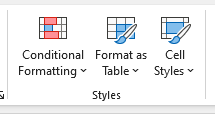 Conditional Format as Cell
Formatting Table Styles
Styles